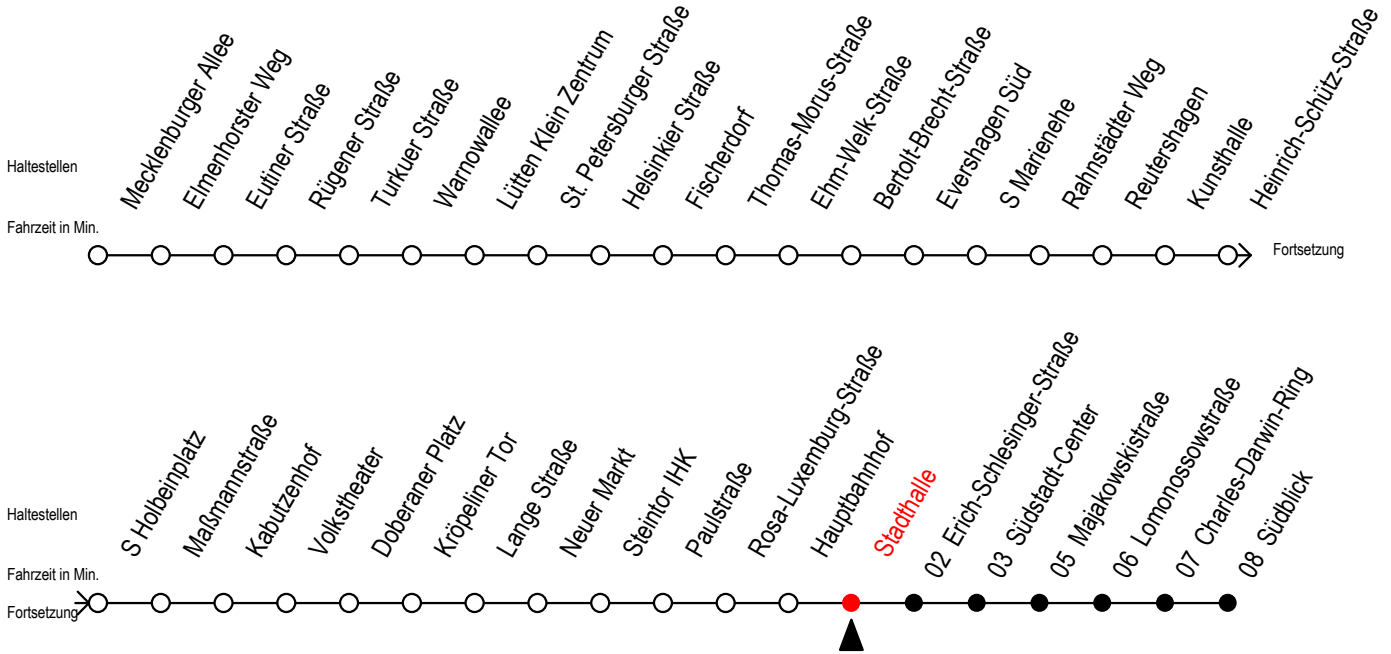 Haltestellen
Mecklenburger Allee
Elmenhorster Weg
Eutiner Straße
Rügener Straße
Turkuer Straße
Warnowallee
Lütten Klein Zentrum
St. Petersburger Straße
Helsinkier Straße
Fischerdorf
Thomas-Morus-Straße
Ehm-Welk-Straße
Bertolt-Brecht-Straße
Evershagen Süd
S Marienehe
Rahnstädter Weg
Reutershagen
Kunsthalle
Heinrich-Schütz-Straße
Fahrzeit in Min.
Fortsetzung
Haltestellen
S Holbeinplatz
Maßmannstraße
Kabutzenhof
Volkstheater
Doberaner Platz
Kröpeliner Tor
Lange Straße
Neuer Markt
Steintor IHK
Paulstraße
Rosa-Luxemburg-Straße
Hauptbahnhof
Stadthalle
02 Erich-Schlesinger-Straße
03 Südstadt-Center
05 Majakowskistraße
06 Lomonossowstraße
07 Charles-Darwin-Ring
08 Südblick
Fahrzeit in Min.
Fortsetzung